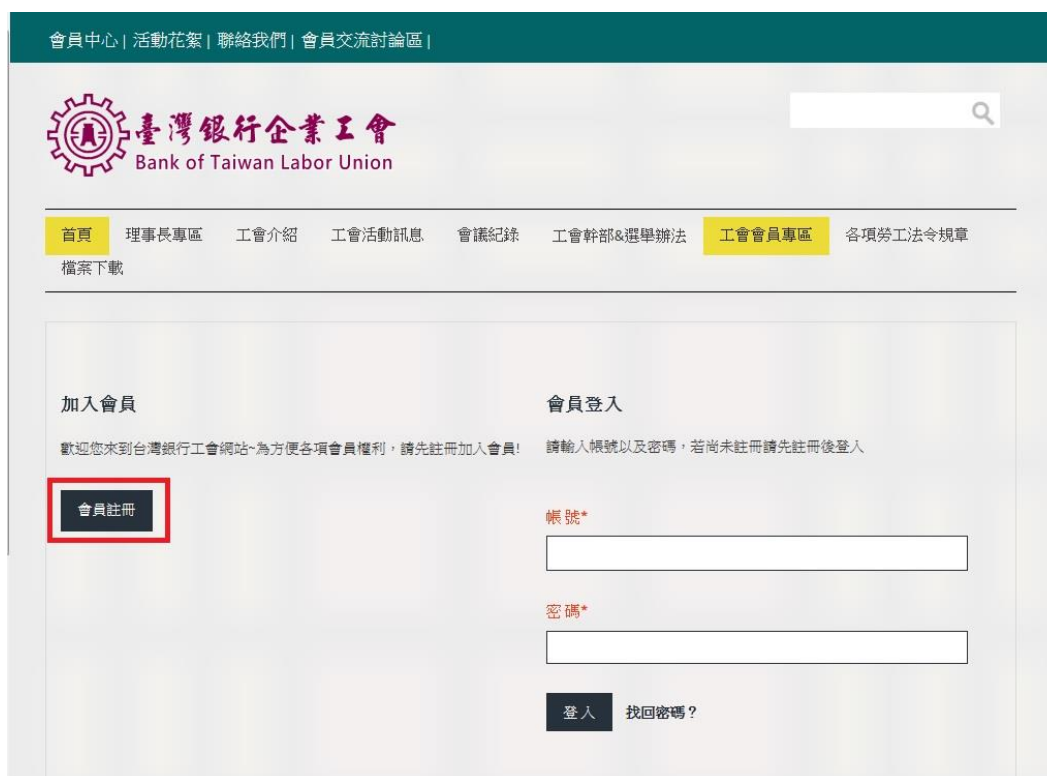 會員中心| 活動花絮| 聯絡我們| 會員交流討論區|
臺灣銀行企業工會
Bank of Taiwan Labor Union
首頁 理事長專區 工會介紹 工會活動訊息 會議紀錄 工會幹部&選舉辦法 工會會員專區 各項勞工法令規章
檔案下載
加入會員
歡迎您來到台灣銀行工會網站~為方便各項會員權利，請先註冊加入會員!
會員註冊
會員登入
請輸入帳號以及密碼，若尚未註冊請先註冊後登入
帳號*
密碼*
登入 找回密碼？